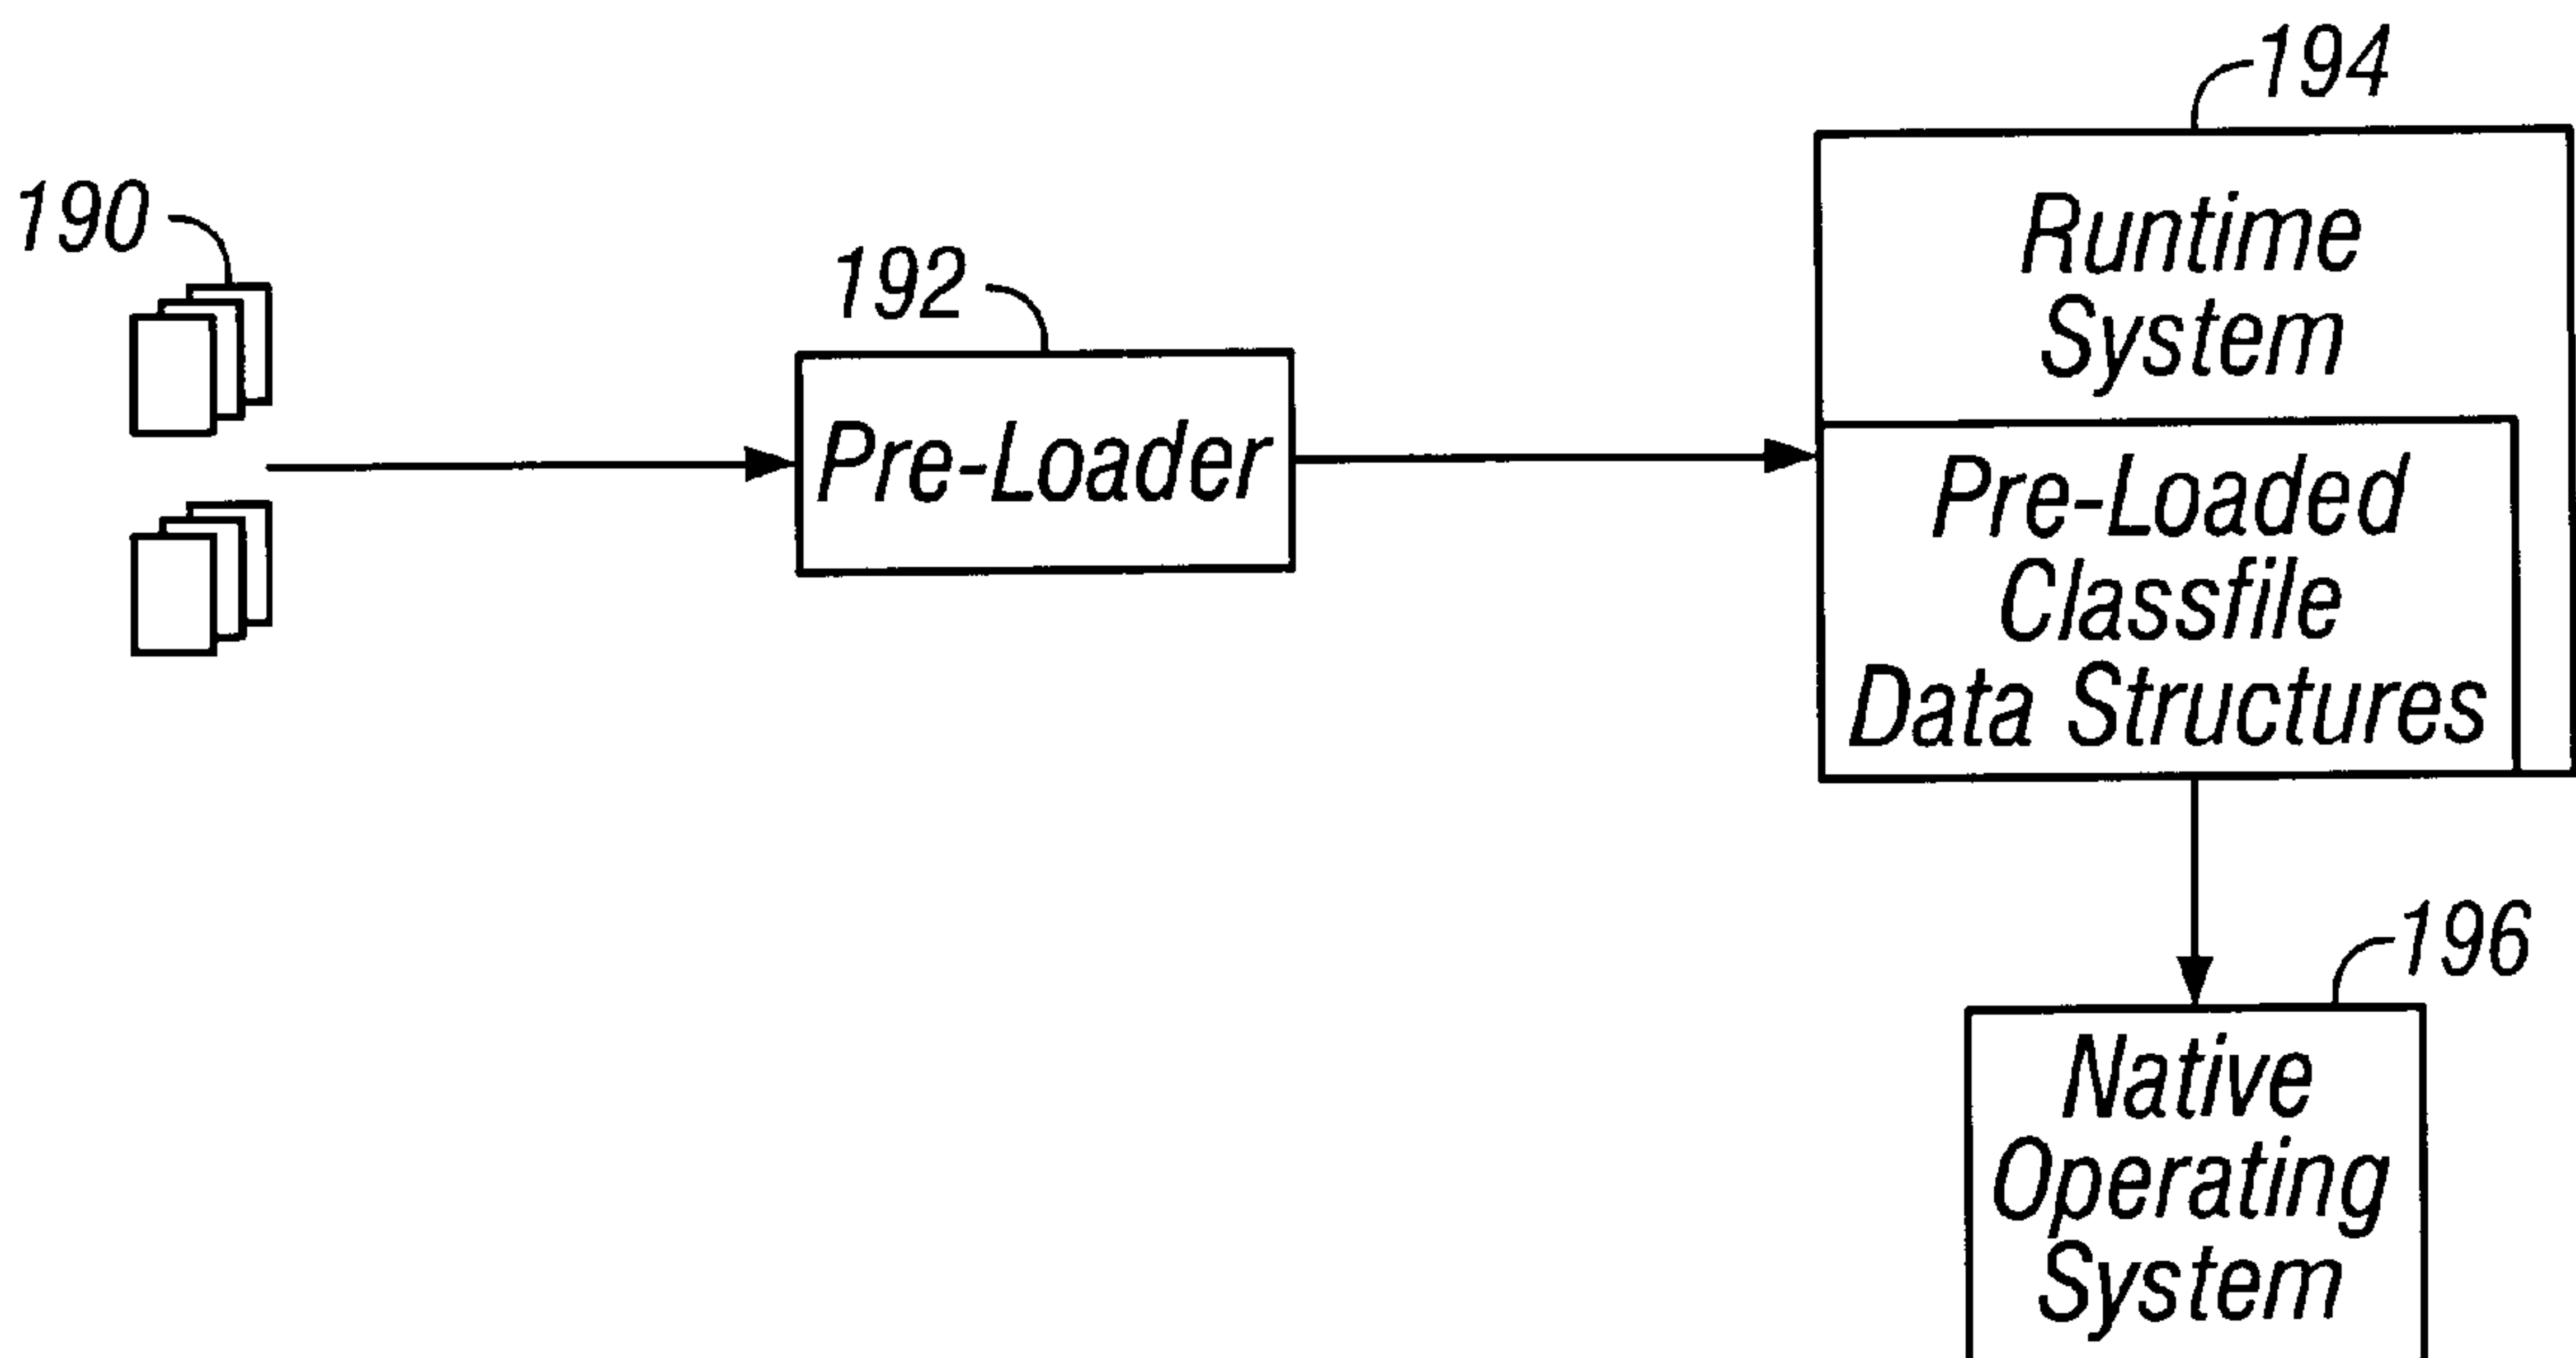 194
190
192
Runtime
System
Pre-Loader
Pre-Loaded
Classfile
Data Structures
196
Native
Operating
System